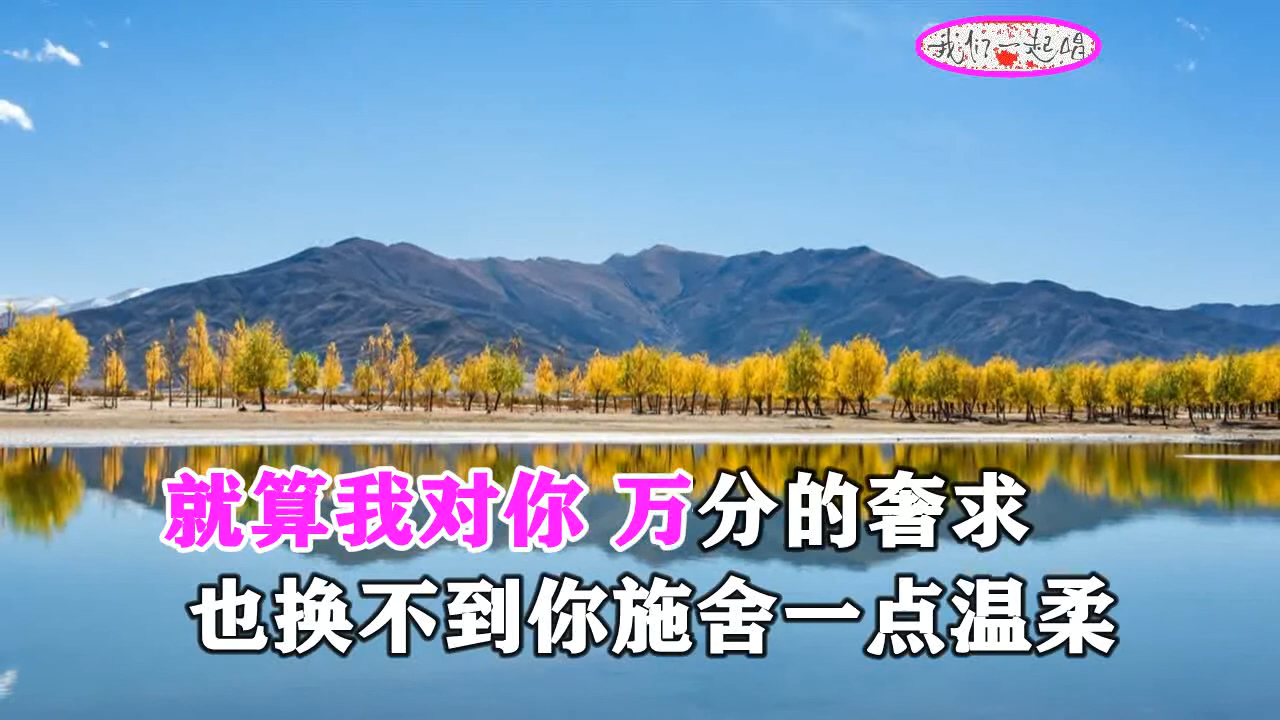 我们一起唱
就算我对你 万分的奢求
也换不到你施舍一点温柔